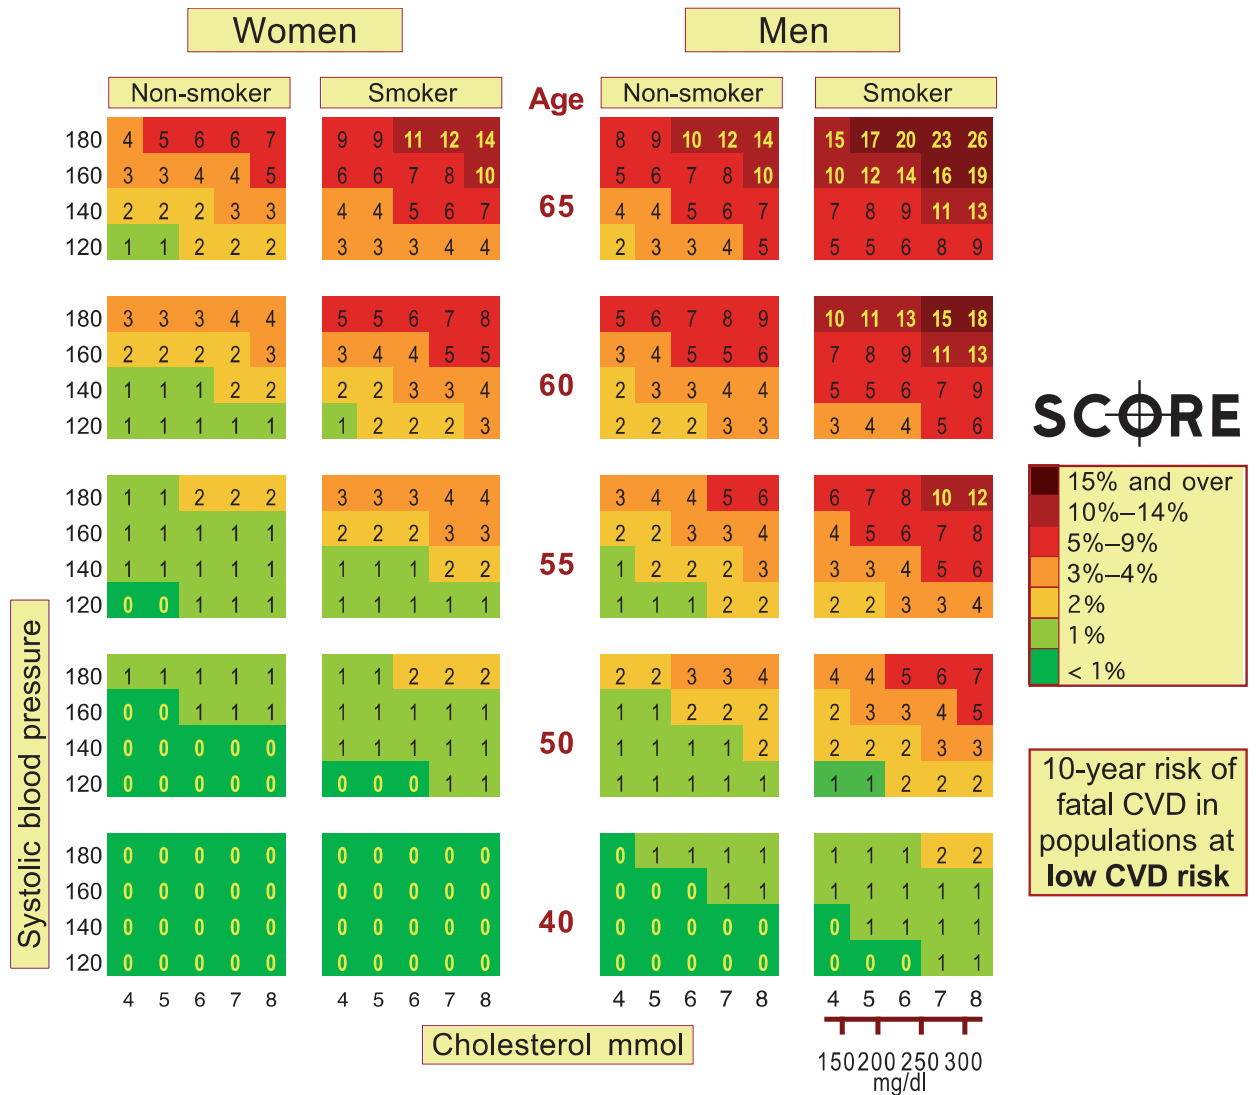 Women Men
Non-smoker Smoker Age Non-smoker Smoker
180 4 5 6 6 7 9 9 11 12 14 8 9 10 12 14 15 17 20 23 26
160 3 3 4 4 5 6 6 7 8 10 5 6 7 8 10 10 12 14 16 19
65
140 2 2 2 3 3 4 4 5 6 7 4 4 5 6 7 7 8 9 11 13
120 1 1 2 2 2 3 3 3 4 4 2 3 3 4 5 5 5 6 8 9
180 3 3 3 4 4 5 5 6 7 8 5 6 7 8 9 10 11 13 15 18
160 2 2 2 2 3 3 4 4 5 5 3 4 5 5 6 7 8 9 11 13
60
140 1 1 1 2 2 2 2 3 3 4 2 3 3 4 4 5 5 6 7 9
120 1 1 1 1 1 1 2 2 2 3 2 2 2 3 3 3 4 4 5 6
180 1 1 2 2 2 3 3 3 4 4 3 4 4 5 6 6 7 8 10 12
160 1 1 1 1 1 2 2 2 3 3 2 2 3 3 4 4 5 6 7 8
55
140 1 1 1 1 1 1 1 1 2 2 1 2 2 2 3 3 3 4 5 6
120 0 0 1 1 1 1 1 1 1 1 1 1 1 2 2 2 2 3 3 4
180 1 1 1 1 1 1 1 2 2 2 2 2 3 3 4 4 4 5 6 7
160 0 0 1 1 1 1 1 1 1 1 1 1 2 2 2 2 3 3 4 5
50
140 0 0 0 0 0 1 1 1 1 1 1 1 1 1 2 2 2 2 3 3
120 0 0 0 0 0 0 0 0 1 1 1 1 1 1 1 1 1 2 2 2
180 0 0 0 0 0 0 0 0 0 0 0 1 1 1 1 1 1 1 2 2
160 0 0 0 0 0 0 0 0 0 0 0 0 0 1 1 1 1 1 1 1
40
140 0 0 0 0 0 0 0 0 0 0 0 0 0 0 0 0 1 1 1 1
120 0 0 0 0 0 0 0 0 0 0 0 0 0 0 0 0 0 0 1 1
4 5 6 7 8 4 5 6 7 8 4 5 6 7 8 4 5 6 7 8
Systolic blood pressure
Cholesterol mmol
150 200 250 300
mg/dl
SCORE
15% and over
10%–14%
5%–9%
3%–4%
2%
1%
< 1%
10-year risk of
fatal CVD in
populations at
low CVD risk